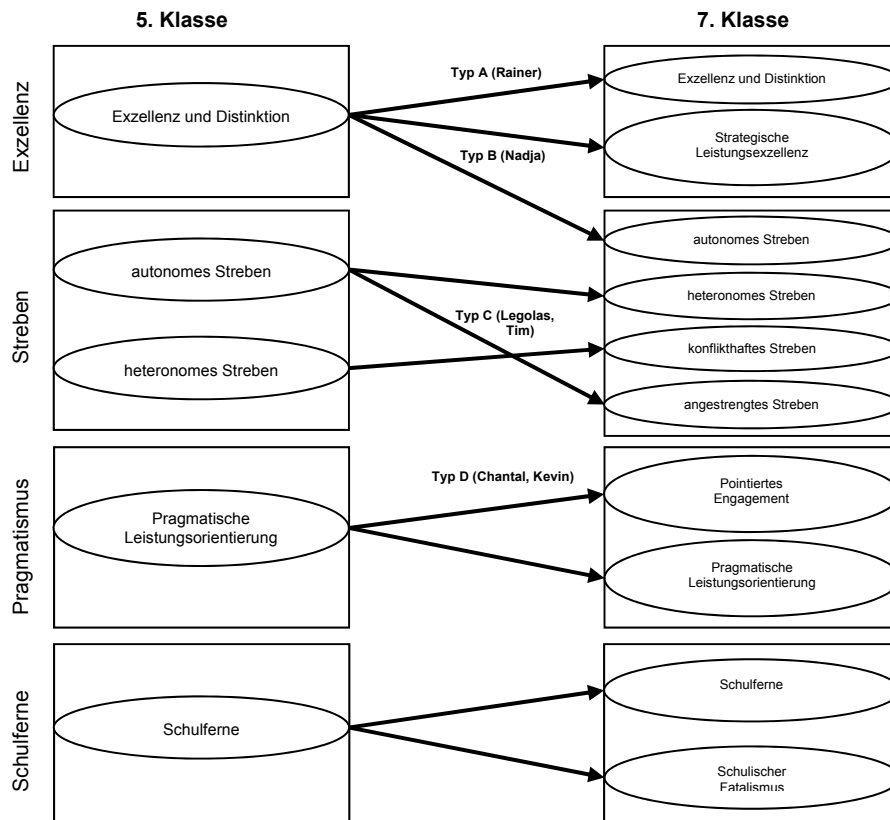 5. Klasse
7. Klasse
Exzellenz
Exzellenz und Distinktion
Typ A (Rainer)
Typ B (Nadja)
Exzellenz und Distinktion
Strategische
Leistungsexzellenz
Streben
autonomes Streben
heteronomes Streben
Typ C (Legolas,
Tim)
autonomes Streben
heteronomes Streben
konflikthaftes Streben
angestrengtes Streben
Pragmatismus
Pragmatische
Leistungsorientierung
Typ D (Chantal, Kevin)
Pointiertes
Engagement
Pragmatische
Leistungsorientierung
Schulferne
Schulferne
Schulferne
Schulischer
Fatalismus